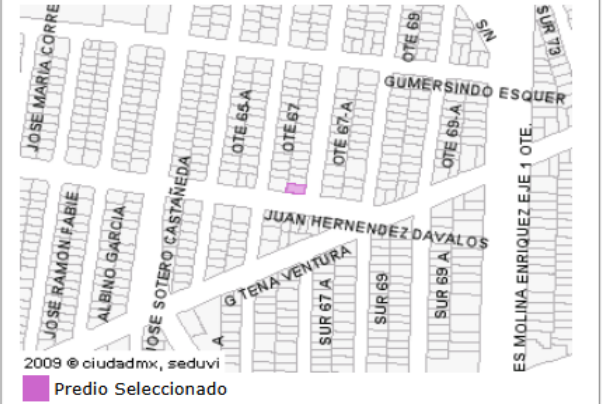 JOSE MARIA CORRE
OTE 69
S/N
SUR 73
GUMERSINDO ESQUER
OTE 65 A
OTE 67
OTE 67-A
OTE 69-A
JOSE RAMON FABIE
ALBINO GARCIA
JOSE SOTERO CASTAÑEDA
JUAN HERNENDEZ DAVALOS
G TENA VENTURA
A
SUR 67 A
SUR 69
SUR 69 A
ES MOLINA ENRIQUEZ EJE 1 OTE.
2009 © ciudadmx, seduvi
Predio Seleccionado